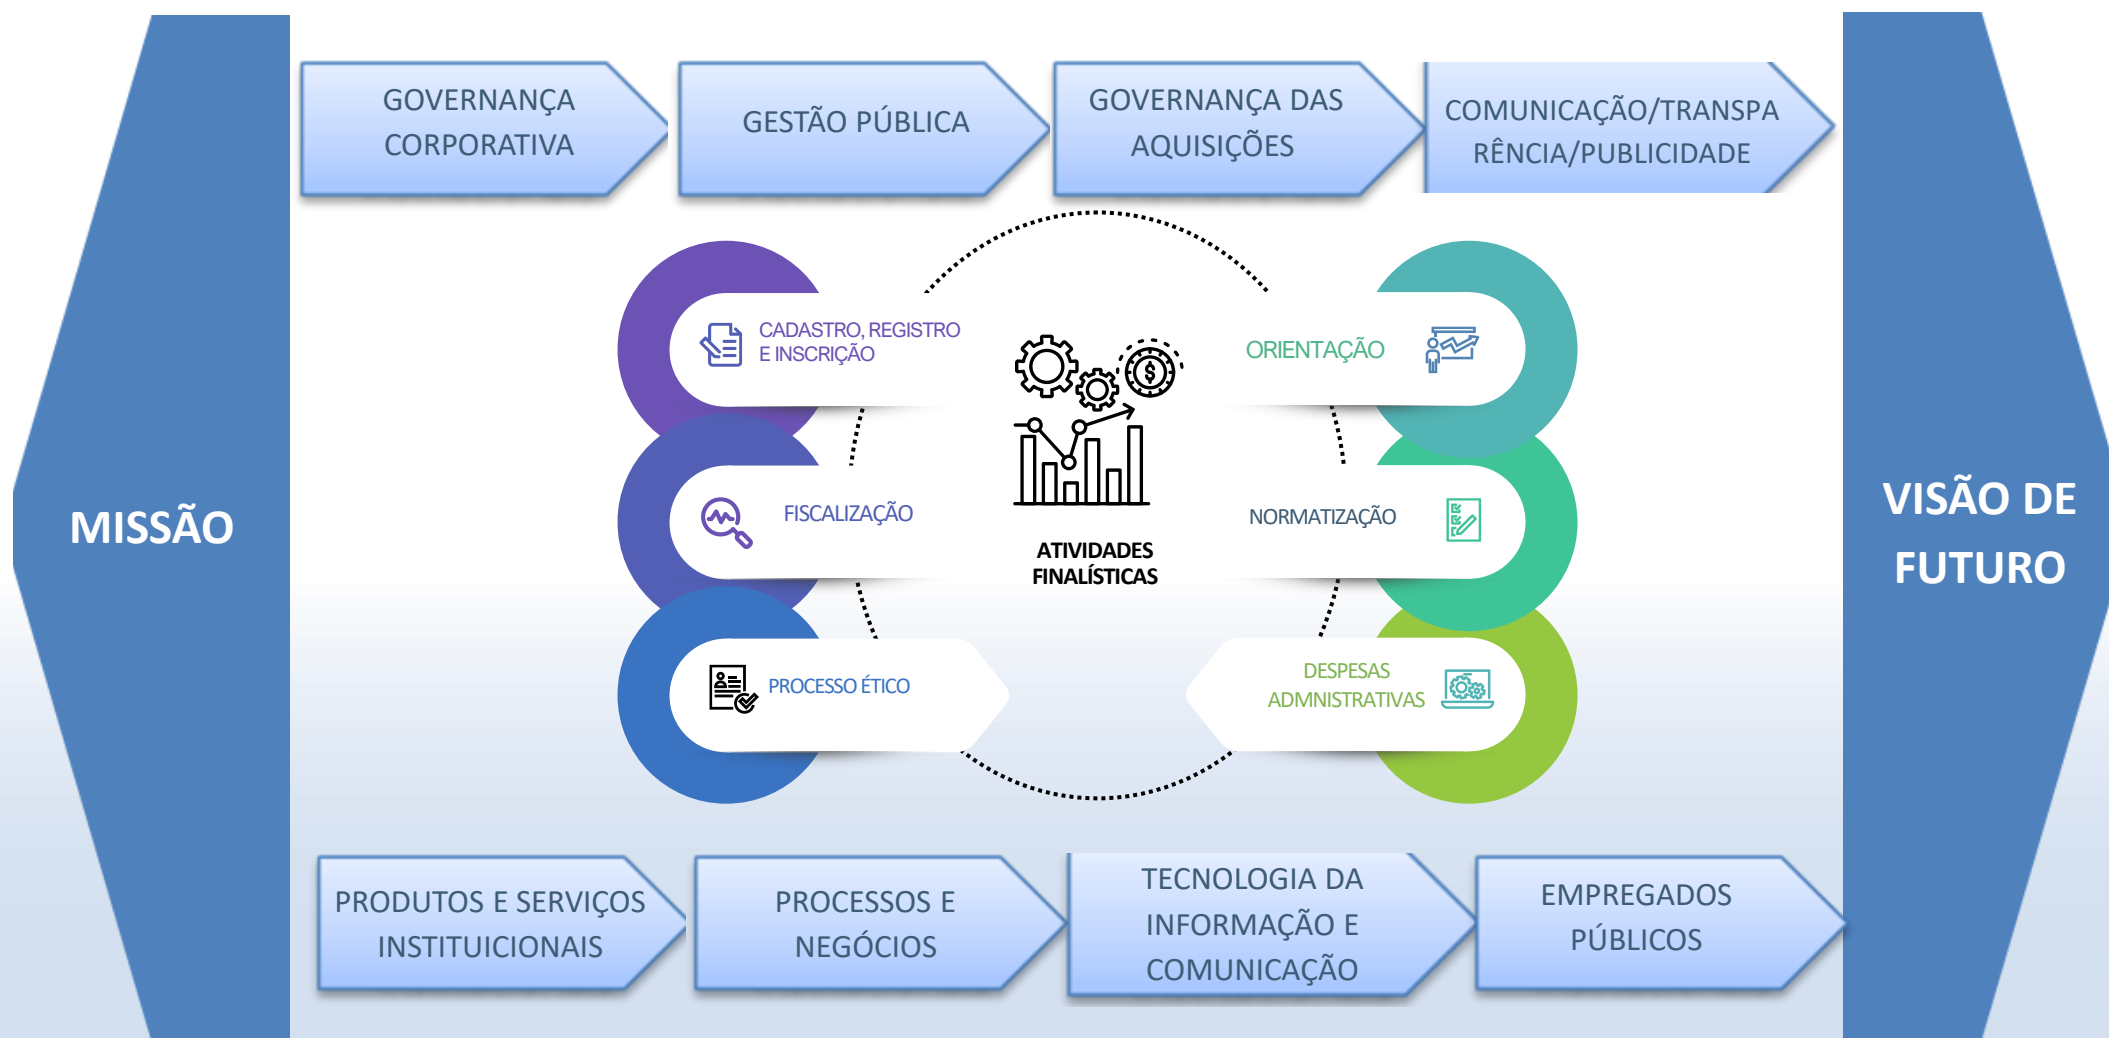 GOVERNANÇA
CORPORATIVA
GESTÃO PÚBLICA
GOVERNANÇA DAS
AQUISIÇÕES
COMUNICAÇÃO/TRANSPA
RÊNCIA/PUBLICIDADE
MISSÃO
CADASTRO, REGISTRO
E INSCRIÇÃO
FISCALIZAÇÃO
PROCESSO ÉTICO
ATIVIDADES
FINALÍSTICAS
ORIENTAÇÃO
NORMATIZAÇÃO
DESPESAS
ADMNISTRATIVAS
VISÃO DE
FUTURO
PRODUTOS E SERVIÇOS
INSTITUICIONAIS
PROCESSOS E
NEGÓCIOS
TECNOLOGIA DA
INFORMAÇÃO E
COMUNICAÇÃO
EMPREGADOS
PÚBLICOS